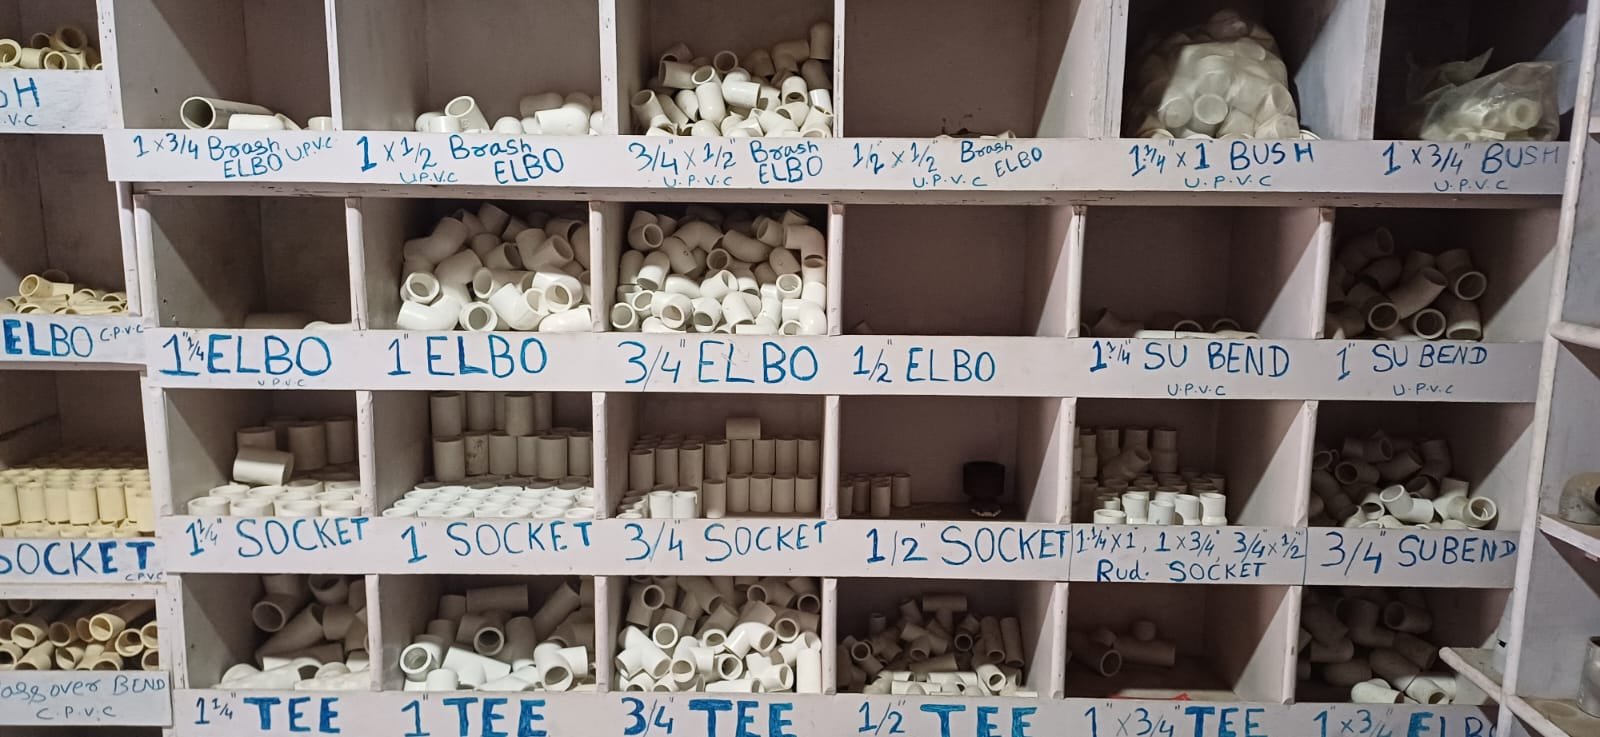 1 x 3/4 Brash U.P.V.C
ELBO
1 x 1/2" Brash
U.P.V.C ELBO
3/4" x 1/2" Brash
U.P.V.C ELBO
1/2" x 1/2" Brash
U.P.V.C ELBO
1 1/4" x 1" BUSH
U.P.V.C
1" x 3/4" BUSH
U.P.V.C
ELBO C.P.V.C
1 1/4" ELBO
U.P.V.C
1" ELBO
3/4" ELBO
1/2" ELBO
1 1/4" SU BEND
U.P.V.C
1" SU BEND
U.P.V.C
SOCKET
C.P.V.C
1 1/4" SOCKET
1" SOCKET
3/4" SOCKET
1/2" SOCKET
1 1/4" x 1", 1 x 3/4", 3/4" x 1/2"
Rud. SOCKET
3/4" SU BEND
over BEND
C.P.V.C
1 1/4" TEE
1" TEE
3/4" TEE
1/2" TEE
1" x 3/4" TEE
1" x 3/4"